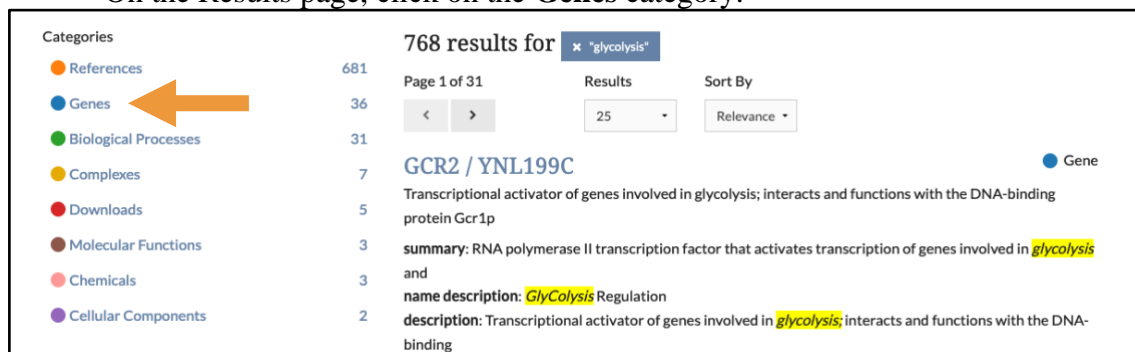 On the Results page, click on the Genes category:
Categories
References 681
Genes 36
Biological Processes 31
Complexes 7
Downloads 5
Molecular Functions 3
Chemicals 3
Cellular Components 2
768 results for × "glycolysis"
Page 1 of 31 Results Sort By
< > 25 Relevance
GCR2 / YNL199C Gene
Transcriptional activator of genes involved in glycolysis; interacts and functions with the DNA-binding
protein Gcr1p
summary: RNA polymerase II transcription factor that activates transcription of genes involved in glycolysis
and
name description: GlyColysis Regulation
description: Transcriptional activator of genes involved in glycolysis; interacts and functions with the DNA-
binding